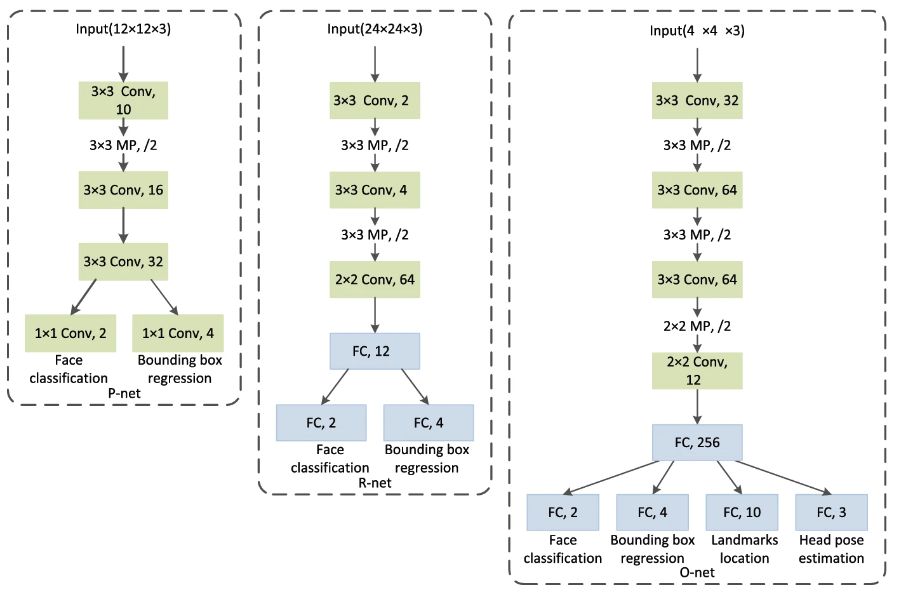 Input(12×12×3)
3×3 Conv,
10
3×3 MP, /2
3×3 Conv, 16
3×3 Conv, 32
1×1 Conv, 2
1×1 Conv, 4
Face
classification
Bounding box
regression
P-net
Input(24×24×3)
3×3 Conv, 2
3×3 MP, /2
3×3 Conv, 4
3×3 MP, /2
2×2 Conv, 64
FC, 12
FC, 2
FC, 4
Face
classification
Bounding box
regression
R-net
Input(4 ×4 ×3)
3×3 Conv, 32
3×3 MP, /2
3×3 Conv, 64
3×3 MP, /2
3×3 Conv, 64
2×2 MP, /2
2×2 Conv,
12
FC, 256
FC, 2
FC, 4
FC, 10
FC, 3
Face
classification
Bounding box
regression
Landmarks
location
Head pose
estimation
O-net